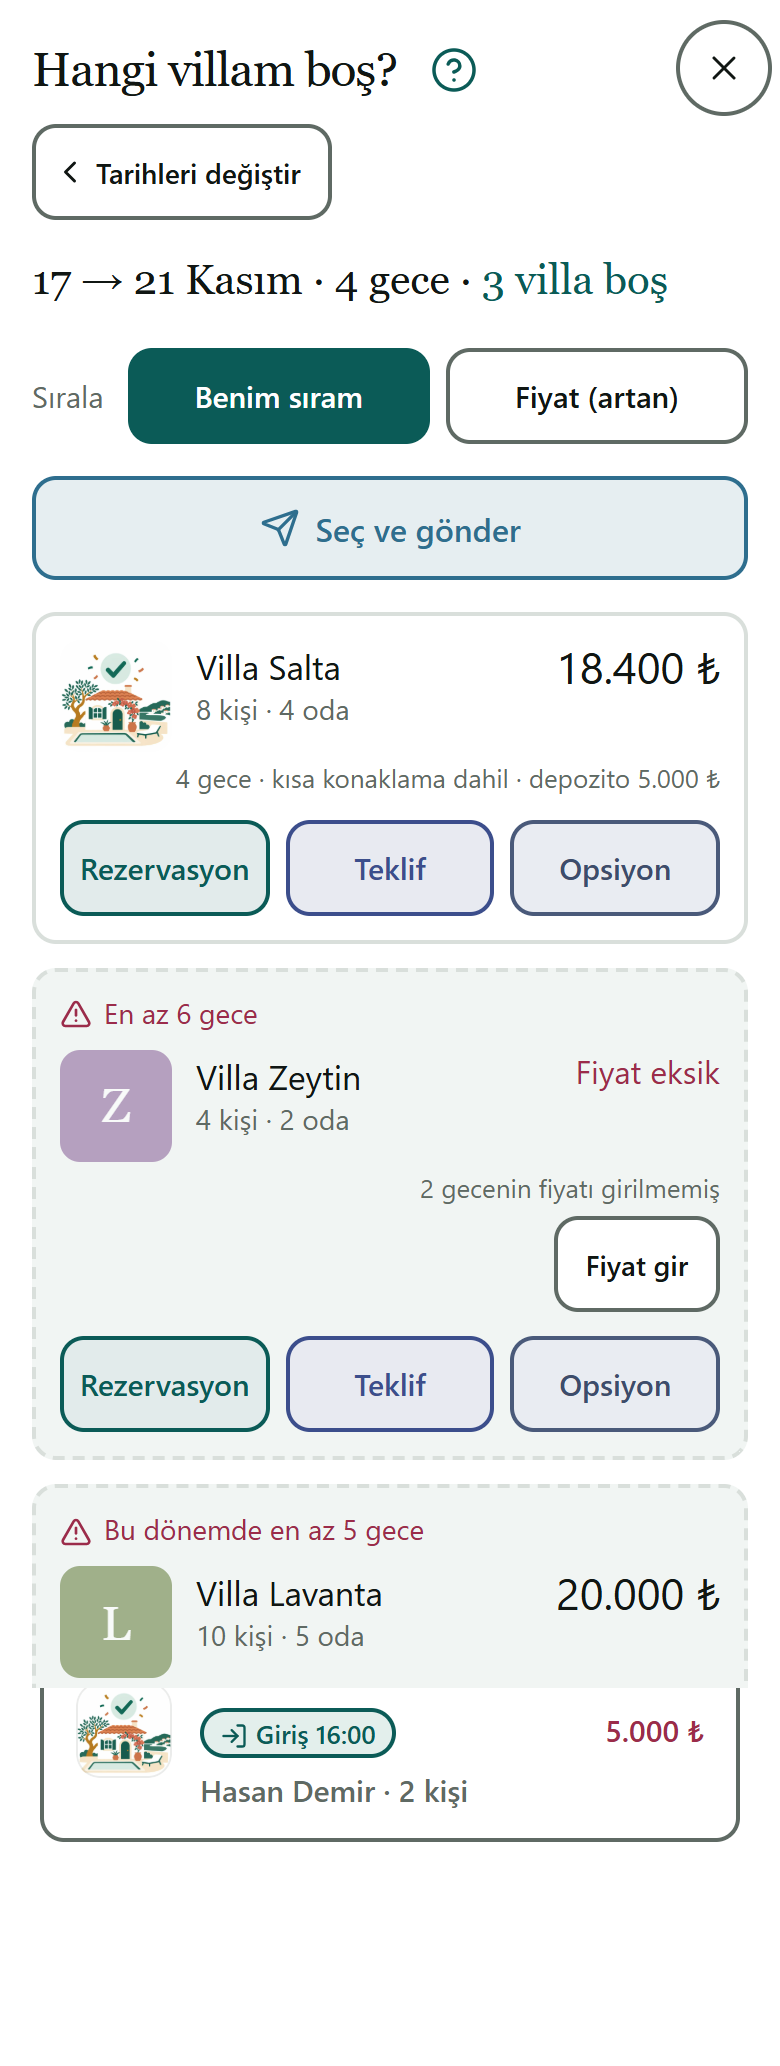 Hangi villam boş?
Tarihleri değiştir
17 → 21 Kasım · 4 gece · 3 villa boş
Sırala Benim sıram Fiyat (artan)
Seç ve gönder
Villa Salta 18.400 ₺
8 kişi · 4 oda
4 gece · kısa konaklama dahil · depozito 5.000 ₺
Rezervasyon Teklif Opsiyon
En az 6 gece
Z Villa Zeytin Fiyat eksik
4 kişi · 2 oda
2 gecenin fiyatı girilmemiş
Fiyat gir
Rezervasyon Teklif Opsiyon
Bu dönemde en az 5 gece
L Villa Lavanta 20.000 ₺
10 kişi · 5 oda
Giriş 16:00 5.000 ₺
Hasan Demir · 2 kişi